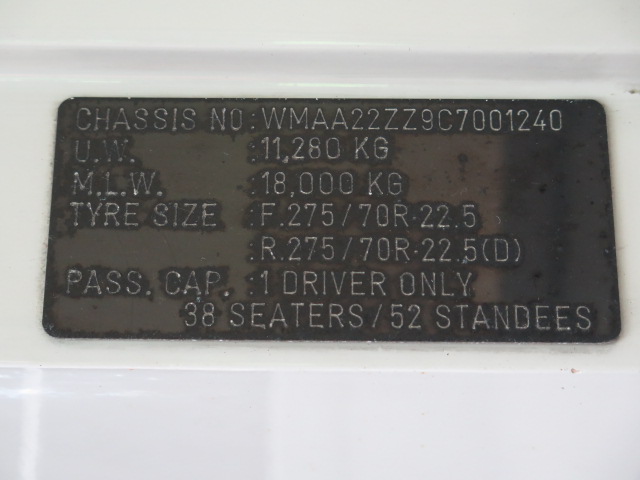 CHASSIS NO :WMAA22ZZ9C7001240
U.W. :11,280 KG
M.L.W. :18,000 KG
TYRE SIZE :F.275/70R-22.5
:R.275/70R-22.5(D)
PASS. CAP. :1 DRIVER ONLY
38 SEATERS/52 STANDEES